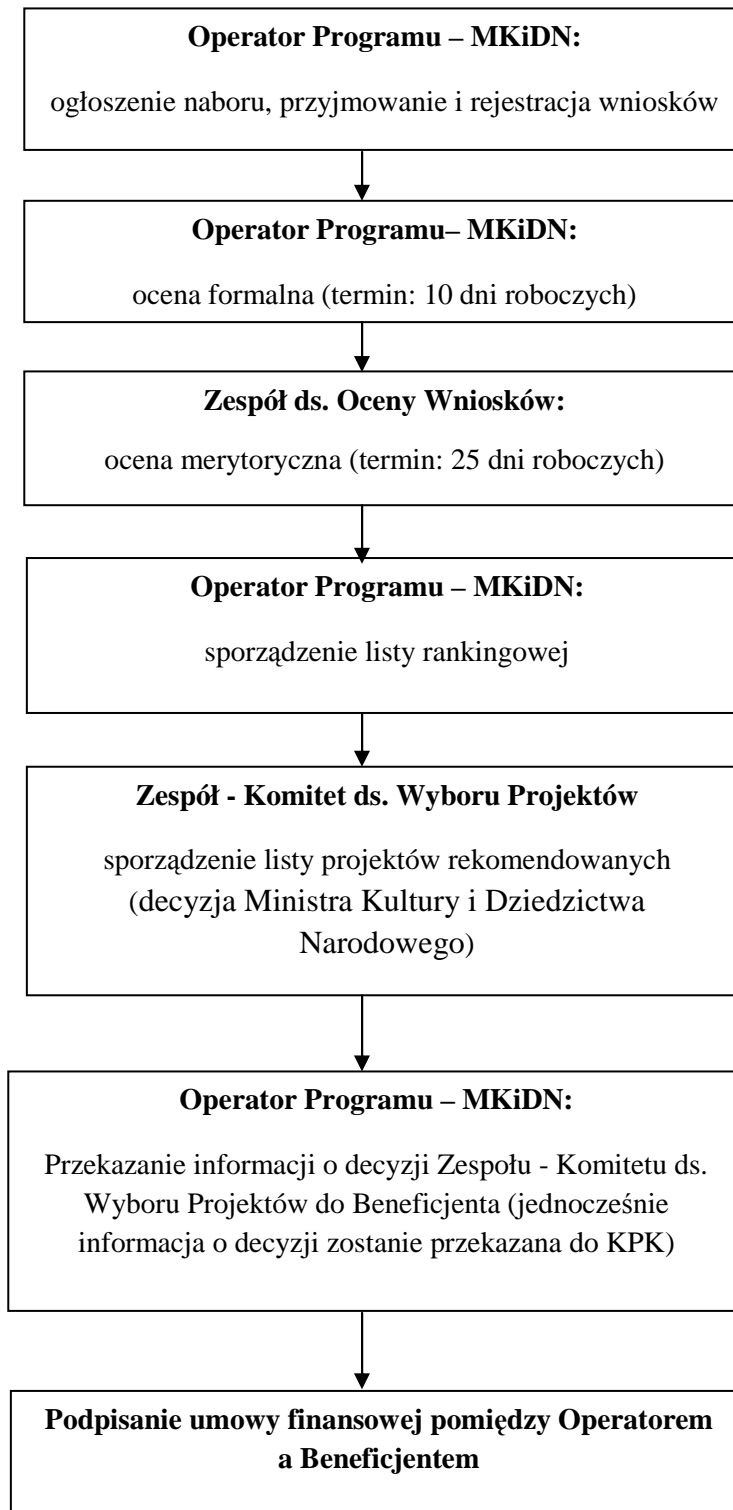 Operator Programu – MKiDN:
ogłoszenie naboru, przyjmowanie i rejestracja wniosków
Operator Programu– MKiDN:
ocena formalna (termin: 10 dni roboczych)
Zespół ds. Oceny Wniosków:
ocena merytoryczna (termin: 25 dni roboczych)
Operator Programu – MKiDN:
sporządzenie listy rankingowej
Zespół - Komitet ds. Wyboru Projektów
sporządzenie listy projektów rekomendowanych
(decyzja Ministra Kultury i Dziedzictwa
Narodowego)
Operator Programu – MKiDN:
Przekazanie informacji o decyzji Zespołu - Komitetu ds.
Wyboru Projektów do Beneficjenta (jednocześnie
informacja o decyzji zostanie przekazana do KPK)
Podpisanie umowy finansowej pomiędzy Operatorem
a Beneficjentem